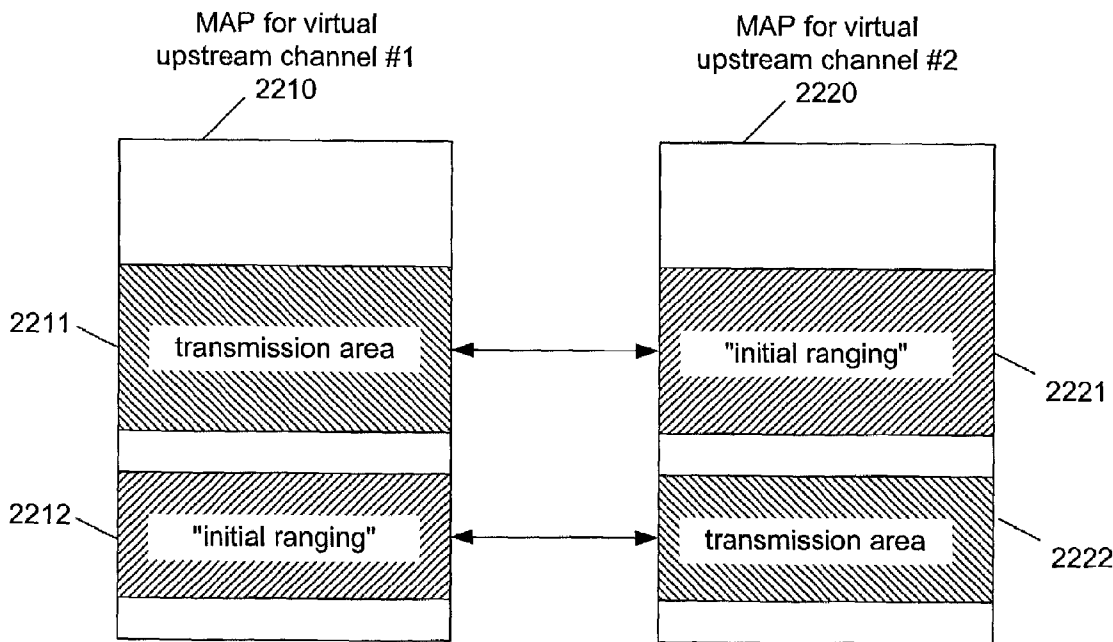 MAP for virtual
upstream channel #1
2210
MAP for virtual
upstream channel #2
2220
2211
transmission area
"initial ranging"
2221
2212
"initial ranging"
transmission area
2222